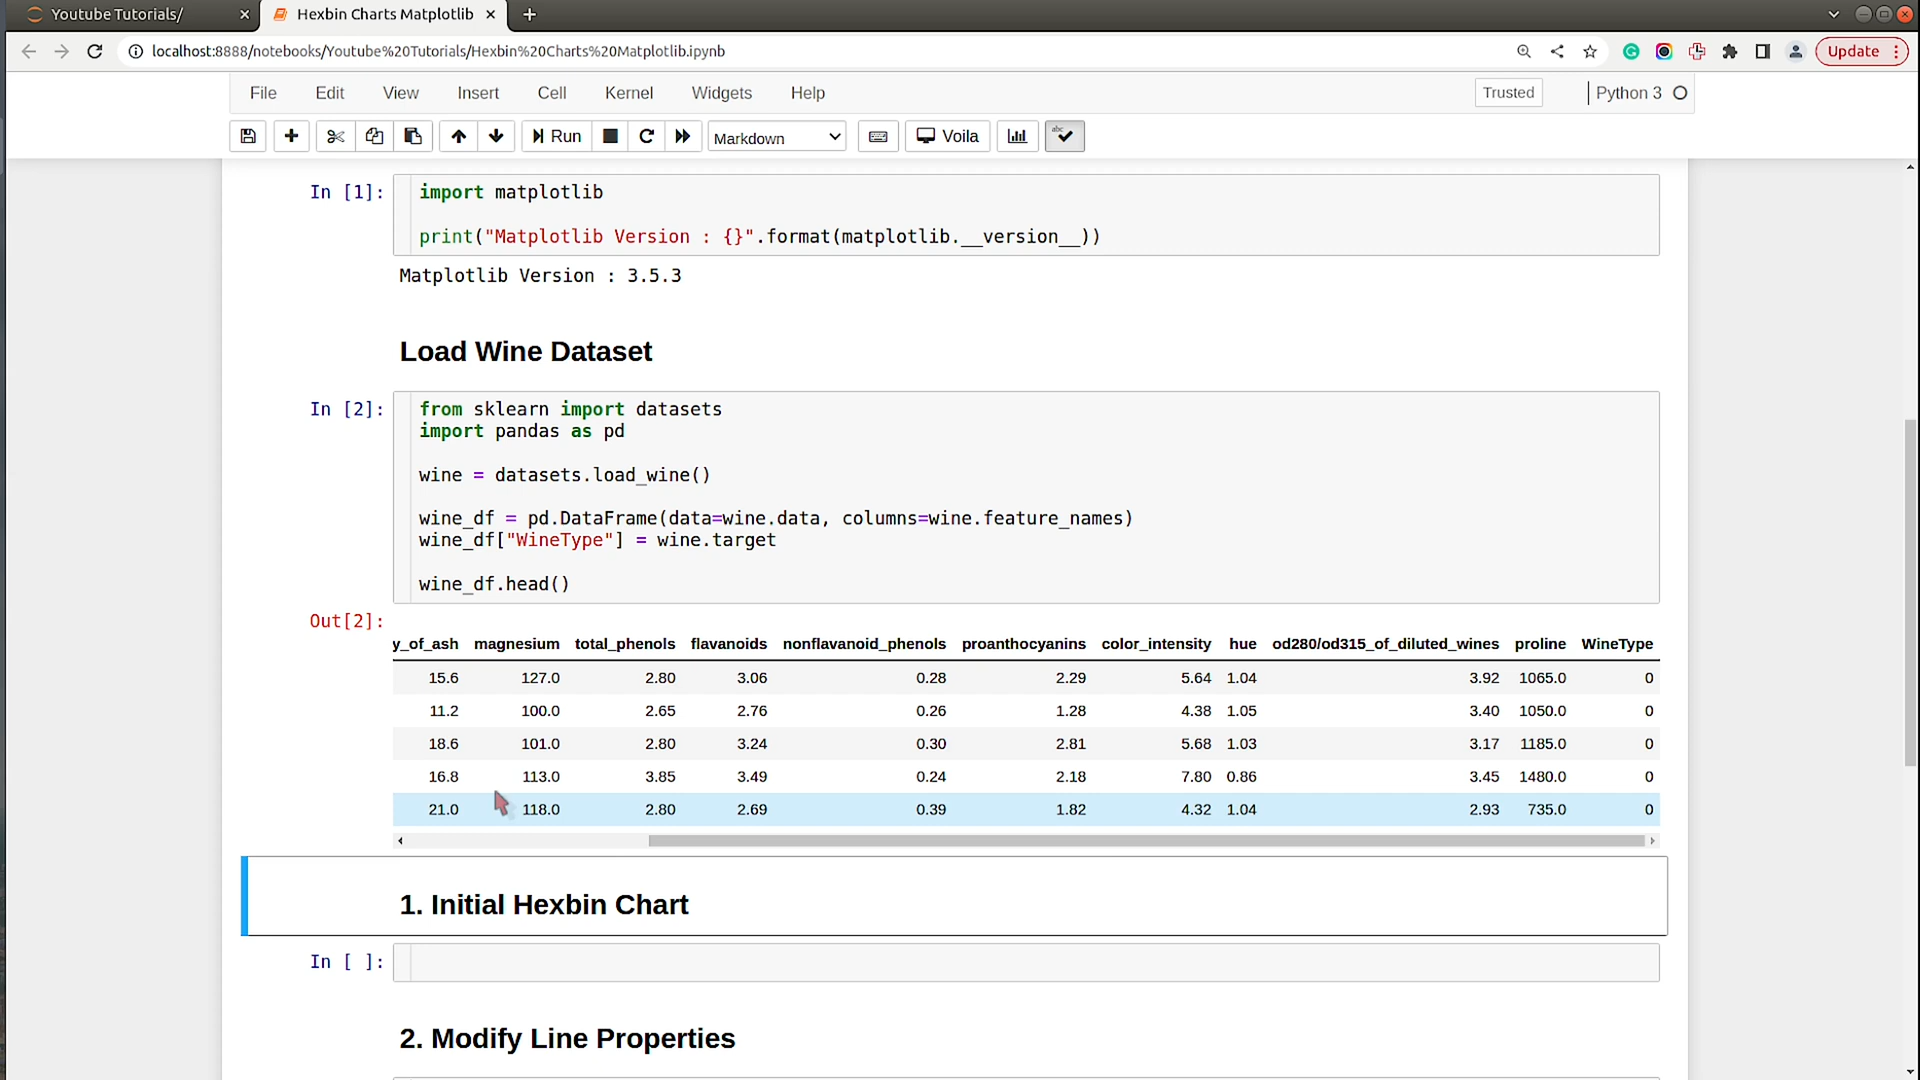 Youtube Tutorials/
Hexbin Charts Matplotlib
localhost:8888/notebooks/Youtube%20Tutorials/Hexbin%20Charts%20Matplotlib.ipynb
Update
File Edit View Insert Cell Kernel Widgets Help
Trusted
Python 3
Run
Markdown
Voila
abc
In [1]:
import matplotlib
print("Matplotlib Version : {}".format(matplotlib.__version__))
Matplotlib Version : 3.5.3
Load Wine Dataset
In [2]:
from sklearn import datasets
import pandas as pd
wine = datasets.load_wine()
wine_df = pd.DataFrame(data=wine.data, columns=wine.feature_names)
wine_df["WineType"] = wine.target
wine_df.head()
Out[2]:
y_of_ash magnesium total_phenols flavanoids nonflavanoid_phenols proanthocyanins color_intensity hue od280/od315_of_diluted_wines proline WineType
15.6 127.0 2.80 3.06 0.28 2.29 5.64 1.04 3.92 1065.0 0
11.2 100.0 2.65 2.76 0.26 1.28 4.38 1.05 3.40 1050.0 0
18.6 101.0 2.80 3.24 0.30 2.81 5.68 1.03 3.17 1185.0 0
16.8 113.0 3.85 3.49 0.24 2.18 7.80 0.86 3.45 1480.0 0
21.0 118.0 2.80 2.69 0.39 1.82 4.32 1.04 2.93 735.0 0
1. Initial Hexbin Chart
In [ ]:
2. Modify Line Properties